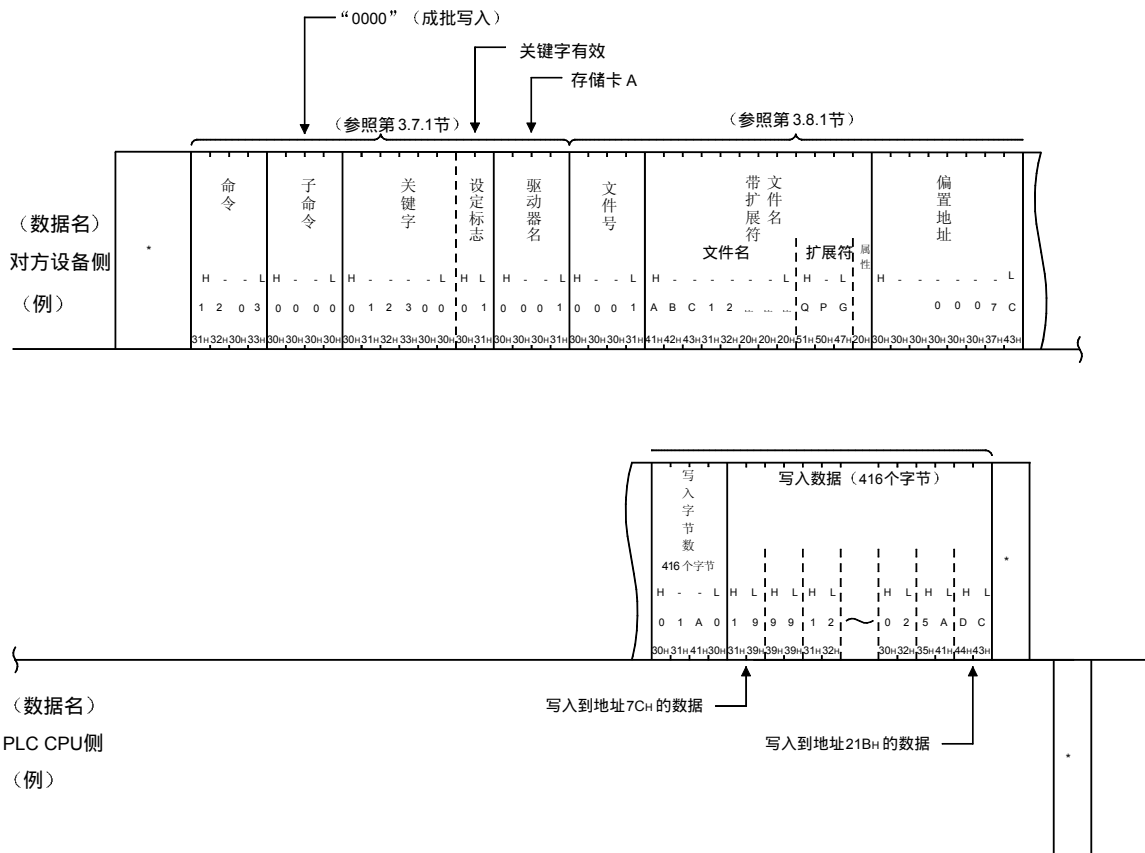 “0000”（成批写入）
关键字有效
存储卡 A
（参照第 3.7.1节）
（参照第 3.8.1节）
（数据名）
对方设备侧
（例）
*
命令
子命令
关键字
设定标志
驱动器名
文件号
文件名
带扩展符
文件名
扩展符
属性
偏置地址
H - - L H - - L H - - - - L H L H - - L H - - L H - - - - - - L H - L H - - - - - - L
1 2 0 3 0 0 0 0 0 1 2 3 0 0 0 1 0 0 0 1 0 0 0 1 A B C 1 2 Q P G 0 0 0 7 C
31H 32H 30H 33H 30H 30H 30H 30H 30H 31H 32H 33H 30H 30H 30H 31H 30H 30H 30H 31H 30H 30H 30H 31H 41H 42H 43H 31H 32H 20H 20H 20H 51H 50H 47H 20H 30H 30H 30H 30H 30H 30H 37H 43H
写入字节数
416 个字节
写入数据（416个字节）
*
H - - L H L H L H L H L H L H L
0 1 A 0 1 9 9 9 1 2 ～ 0 2 5 A D C
30H 31H 41H 30H 31H 39H 39H 39H 31H 32H 30H 32H 35H 41H 44H 43H
写入到地址7CH 的数据
写入到地址21BH 的数据
（数据名）
PLC CPU侧
（例）
*